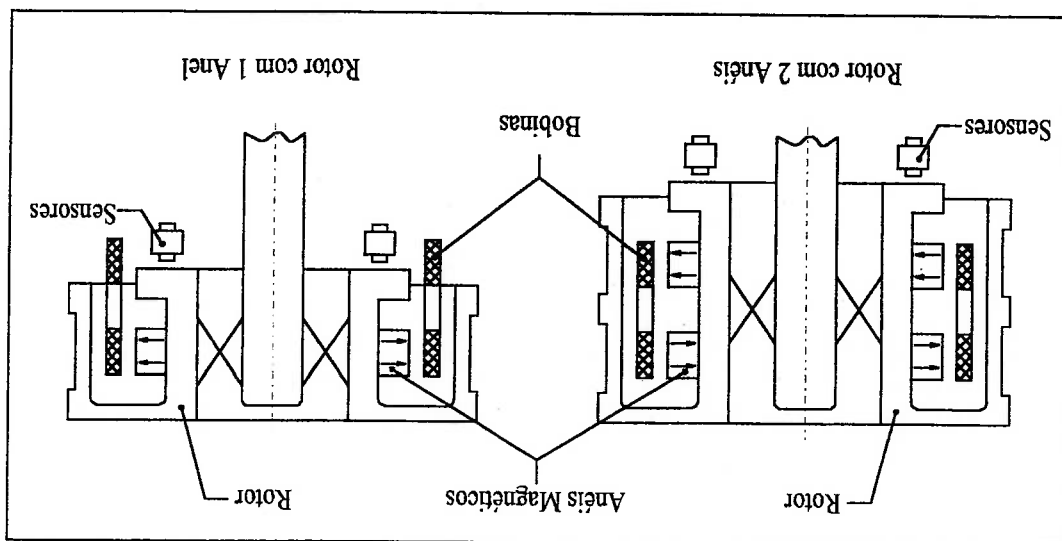 Rotor
Anéis Magnéticos
Rotor
Sensores
Sensores
Bobinas
Rotor com 2 Anéis
Rotor com 1 Anel